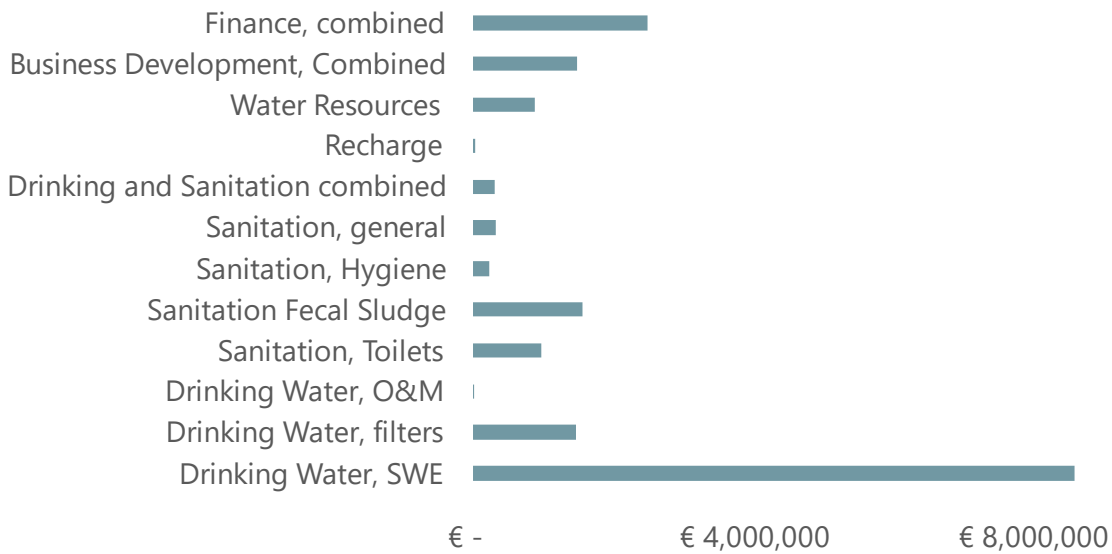 Finance, combined
Business Development, Combined
Water Resources
Recharge
Drinking and Sanitation combined
Sanitation, general
Sanitation, Hygiene
Sanitation Fecal Sludge
Sanitation, Toilets
Drinking Water, O&M
Drinking Water, filters
Drinking Water, SWE
€ - € 4,000,000 € 8,000,000